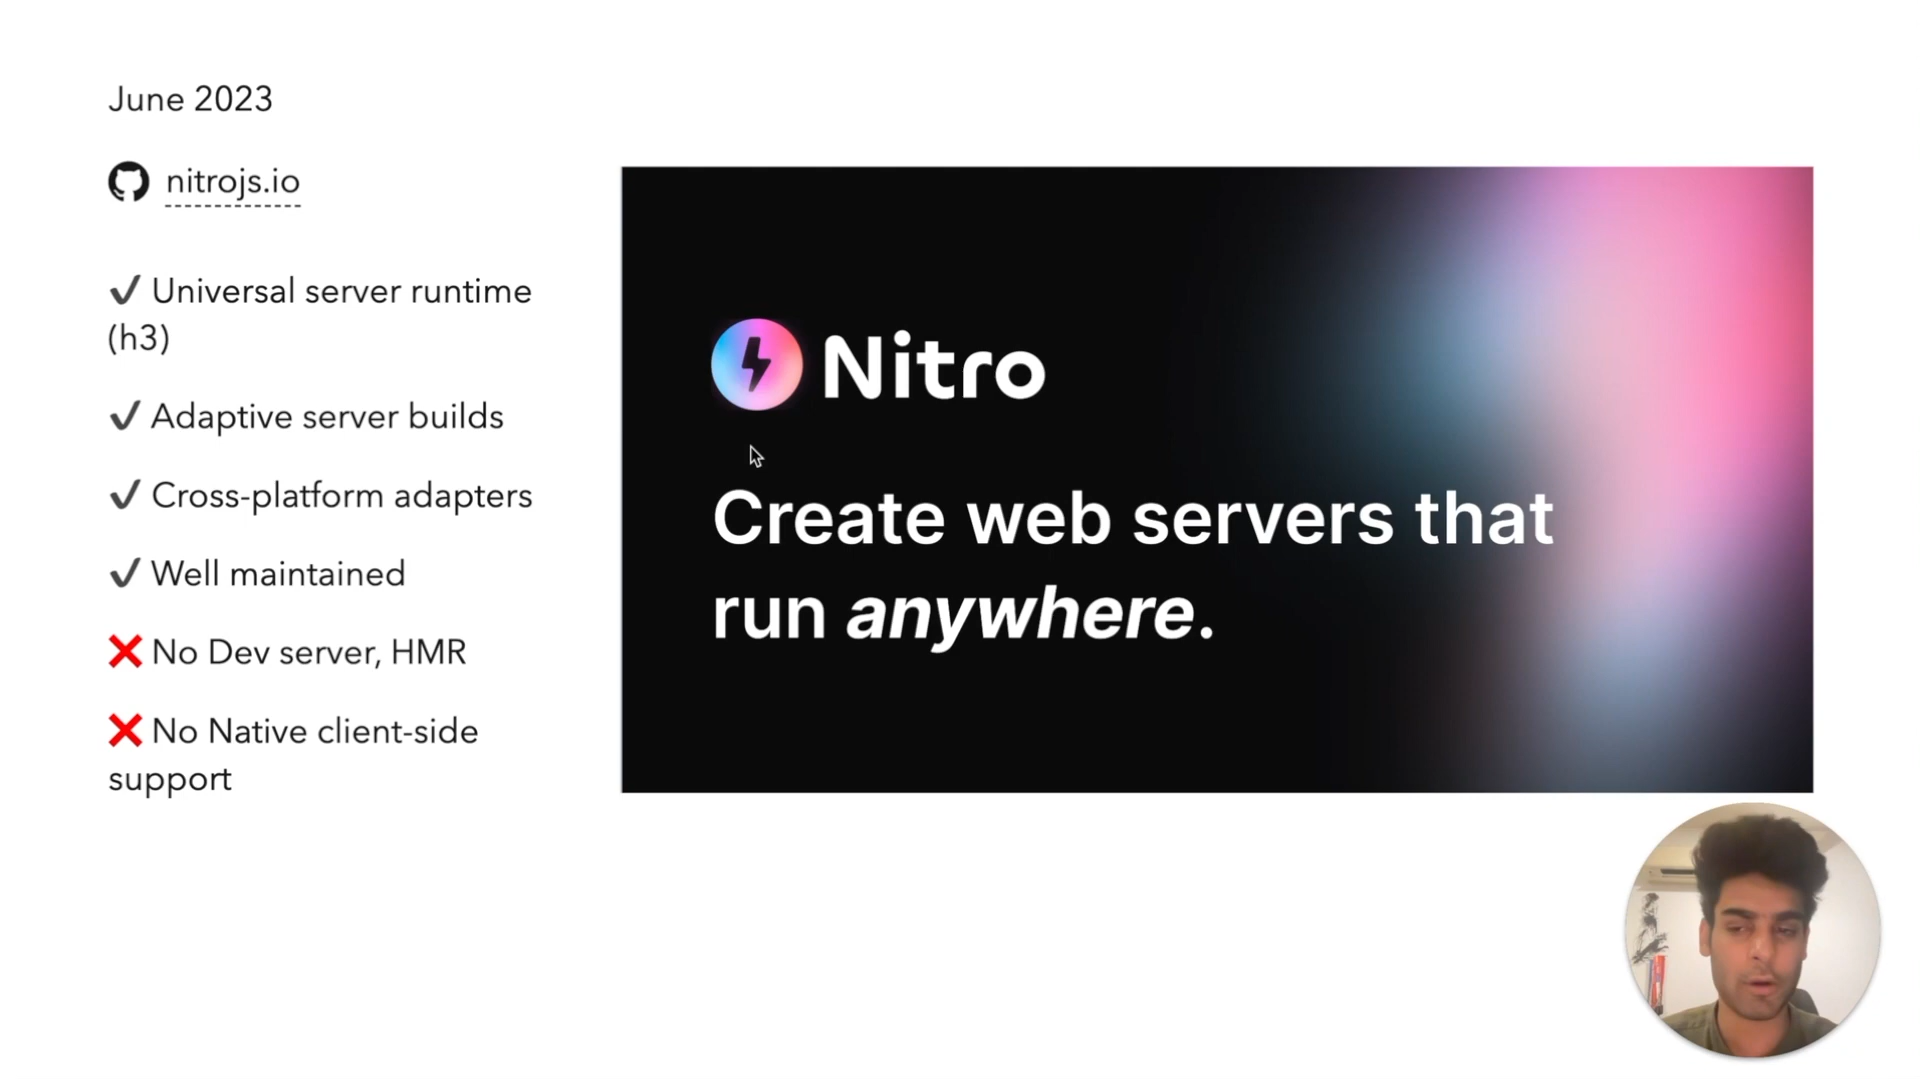 June 2023
nitrojs.io
✔ Universal server runtime
(h3)
✔ Adaptive server builds
✔ Cross-platform adapters
✔ Well maintained
❌ No Dev server, HMR
❌ No Native client-side
support
Nitro
Create web servers that
run anywhere.